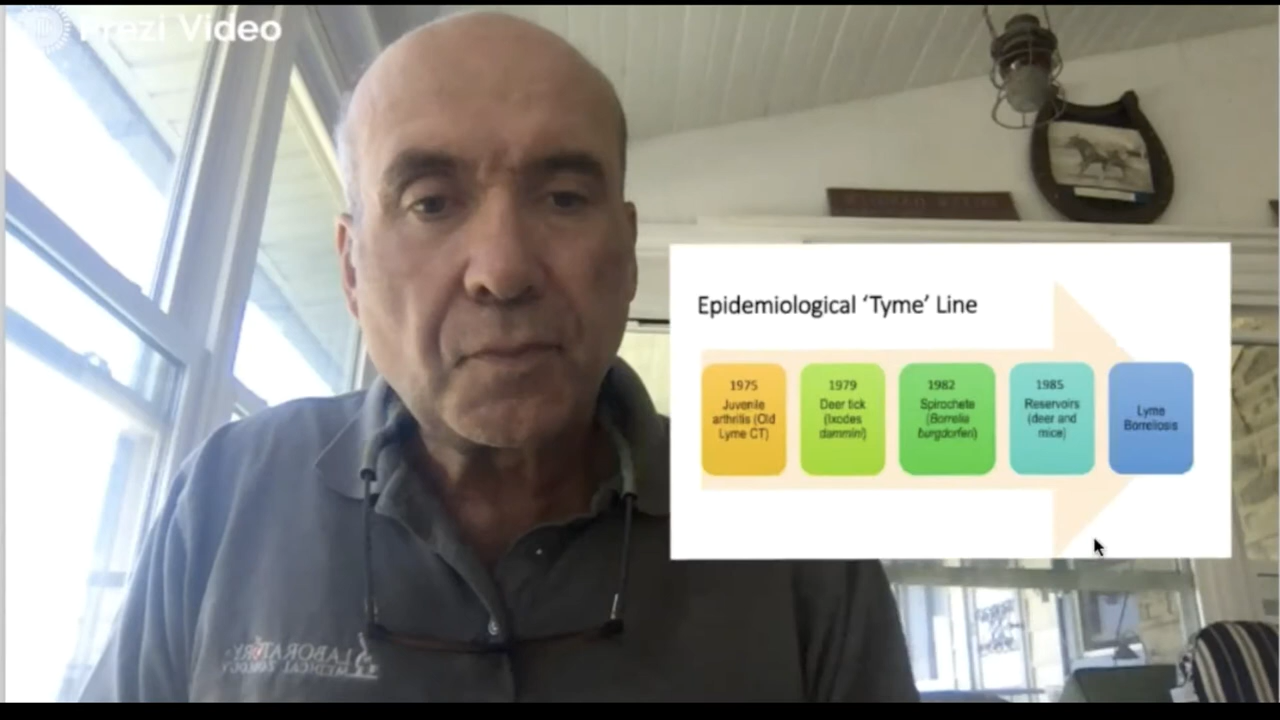 Prezi Video
Epidemiological ‘Tyme’ Line
1975
Juvenile
arthritis (Old
Lyme CT)
1979
Deer tick
(Ixodes
dammini)
1982
Spirochete
(Borrelia
burgdorferi)
1985
Reservoirs
(deer and
mice)
Lyme
Borreliosis
LABORATORY
MEDICAL ZOOLOGY